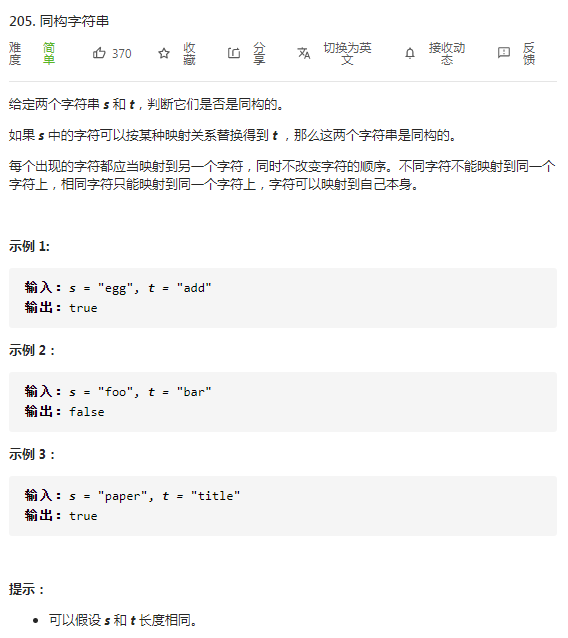 205. 同构字符串
难度 简单 370 收藏 分享 切换为英文 接收动态 反馈
给定两个字符串 s 和 t，判断它们是否是同构的。
如果 s 中的字符可以按某种映射关系替换得到 t ，那么这两个字符串是同构的。
每个出现的字符都应当映射到另一个字符，同时不改变字符的顺序。不同字符不能映射到同一个
字符上，相同字符只能映射到同一个字符上，字符可以映射到自己本身。
示例 1:
输入：s = "egg", t = "add"
输出：true
示例 2：
输入：s = "foo", t = "bar"
输出：false
示例 3：
输入：s = "paper", t = "title"
输出：true
提示：
• 可以假设 s 和 t 长度相同。